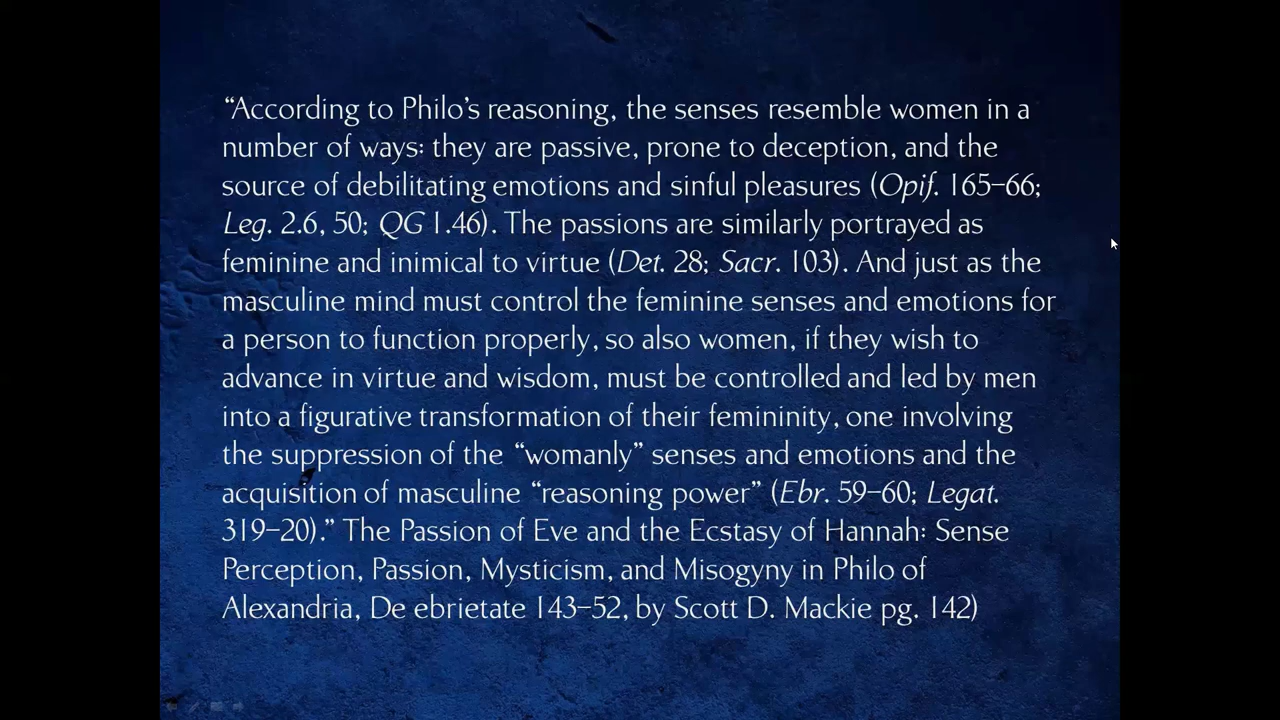 “According to Philo’s reasoning, the senses resemble women in a
number of ways: they are passive, prone to deception, and the
source of debilitating emotions and sinful pleasures (Opif. 165–66;
Leg. 2.6, 50; QG 1.46). The passions are similarly portrayed as
feminine and inimical to virtue (Det. 28; Sacr. 103). And just as the
masculine mind must control the feminine senses and emotions for
a person to function properly, so also women, if they wish to
advance in virtue and wisdom, must be controlled and led by men
into a figurative transformation of their femininity, one involving
the suppression of the “womanly” senses and emotions and the
acquisition of masculine “reasoning power” (Ebr. 59–60; Legat.
319–20).” The Passion of Eve and the Ecstasy of Hannah: Sense
Perception, Passion, Mysticism, and Misogyny in Philo of
Alexandria, De ebrietate 143–52, by Scott D. Mackie pg. 142)